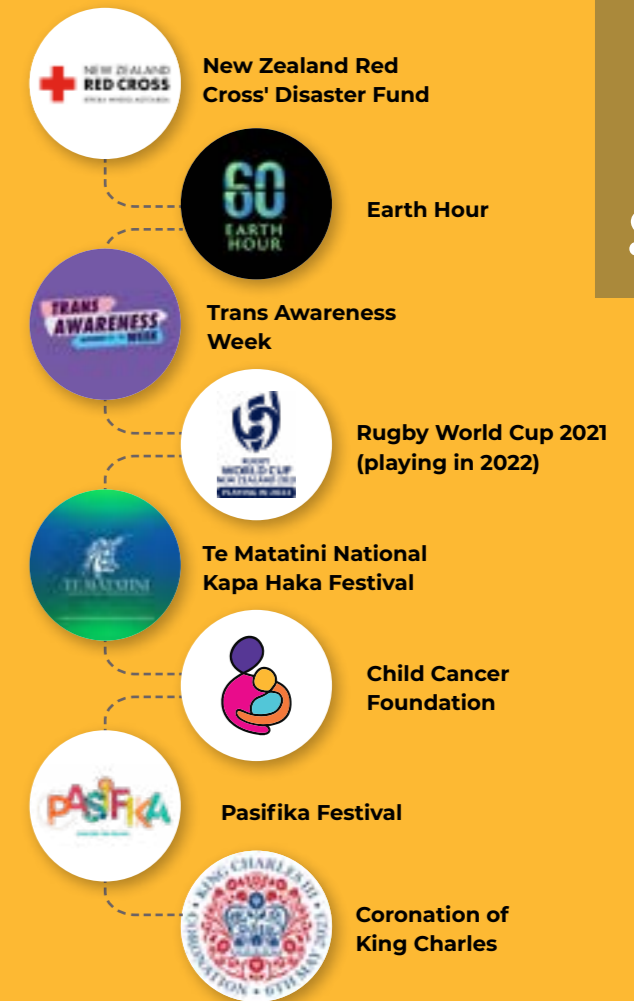 NEW ZEALAND
RED CROSS
New Zealand Red
Cross' Disaster Fund
60
EARTH
HOUR
Earth Hour
TRANS
AWARENESS
WEEK
Trans Awareness
Week
RUGBY
WORLD CUP
NEW ZEALAND 2021
PLAYING IN 2022
Rugby World Cup 2021
(playing in 2022)
TE MATATINI
Te Matatini National
Kapa Haka Festival
Child Cancer
Foundation
PASIFIKA
Pasifika Festival
KING CHARLES III
CORONATION • 6TH MAY 2023
Coronation of
King Charles